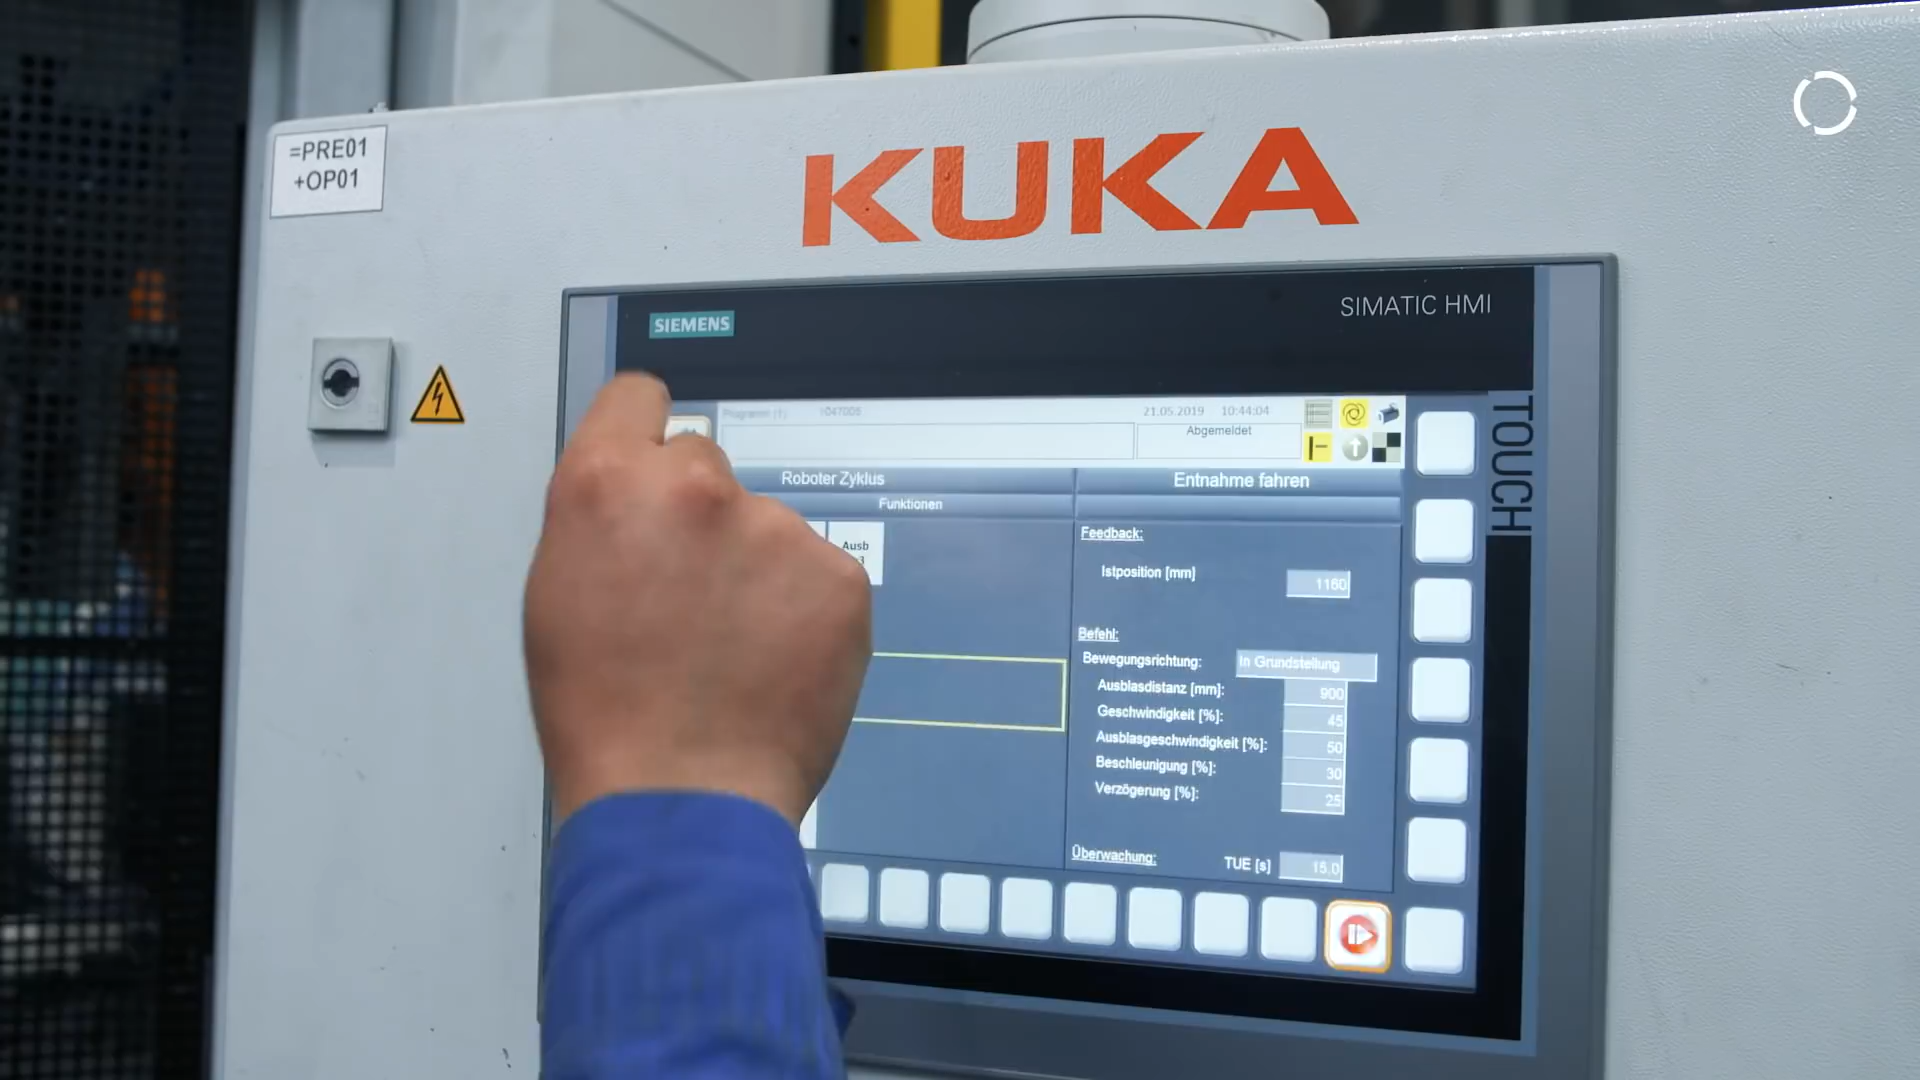 =PRE01
+OP01
KUKA
SIEMENS
SIMATIC HMI
TOUCH
Programm (1) 1047005 21.05.2019 10:44:04
Abgemeldet
Roboter Zyklus
Entnahme fahren
Funktionen
Ausb
Feedback:
Istposition [mm] 1160
Befehl:
Bewegungsrichtung: In Grundstellung
Ausblasdistanz [mm]: 900
Geschwindigkeit [%]: 45
Ausblasgeschwindigkeit [%]: 50
Beschleunigung [%]: 30
Verzögerung [%]: 25
Überwachung: TUE [s] 15.0